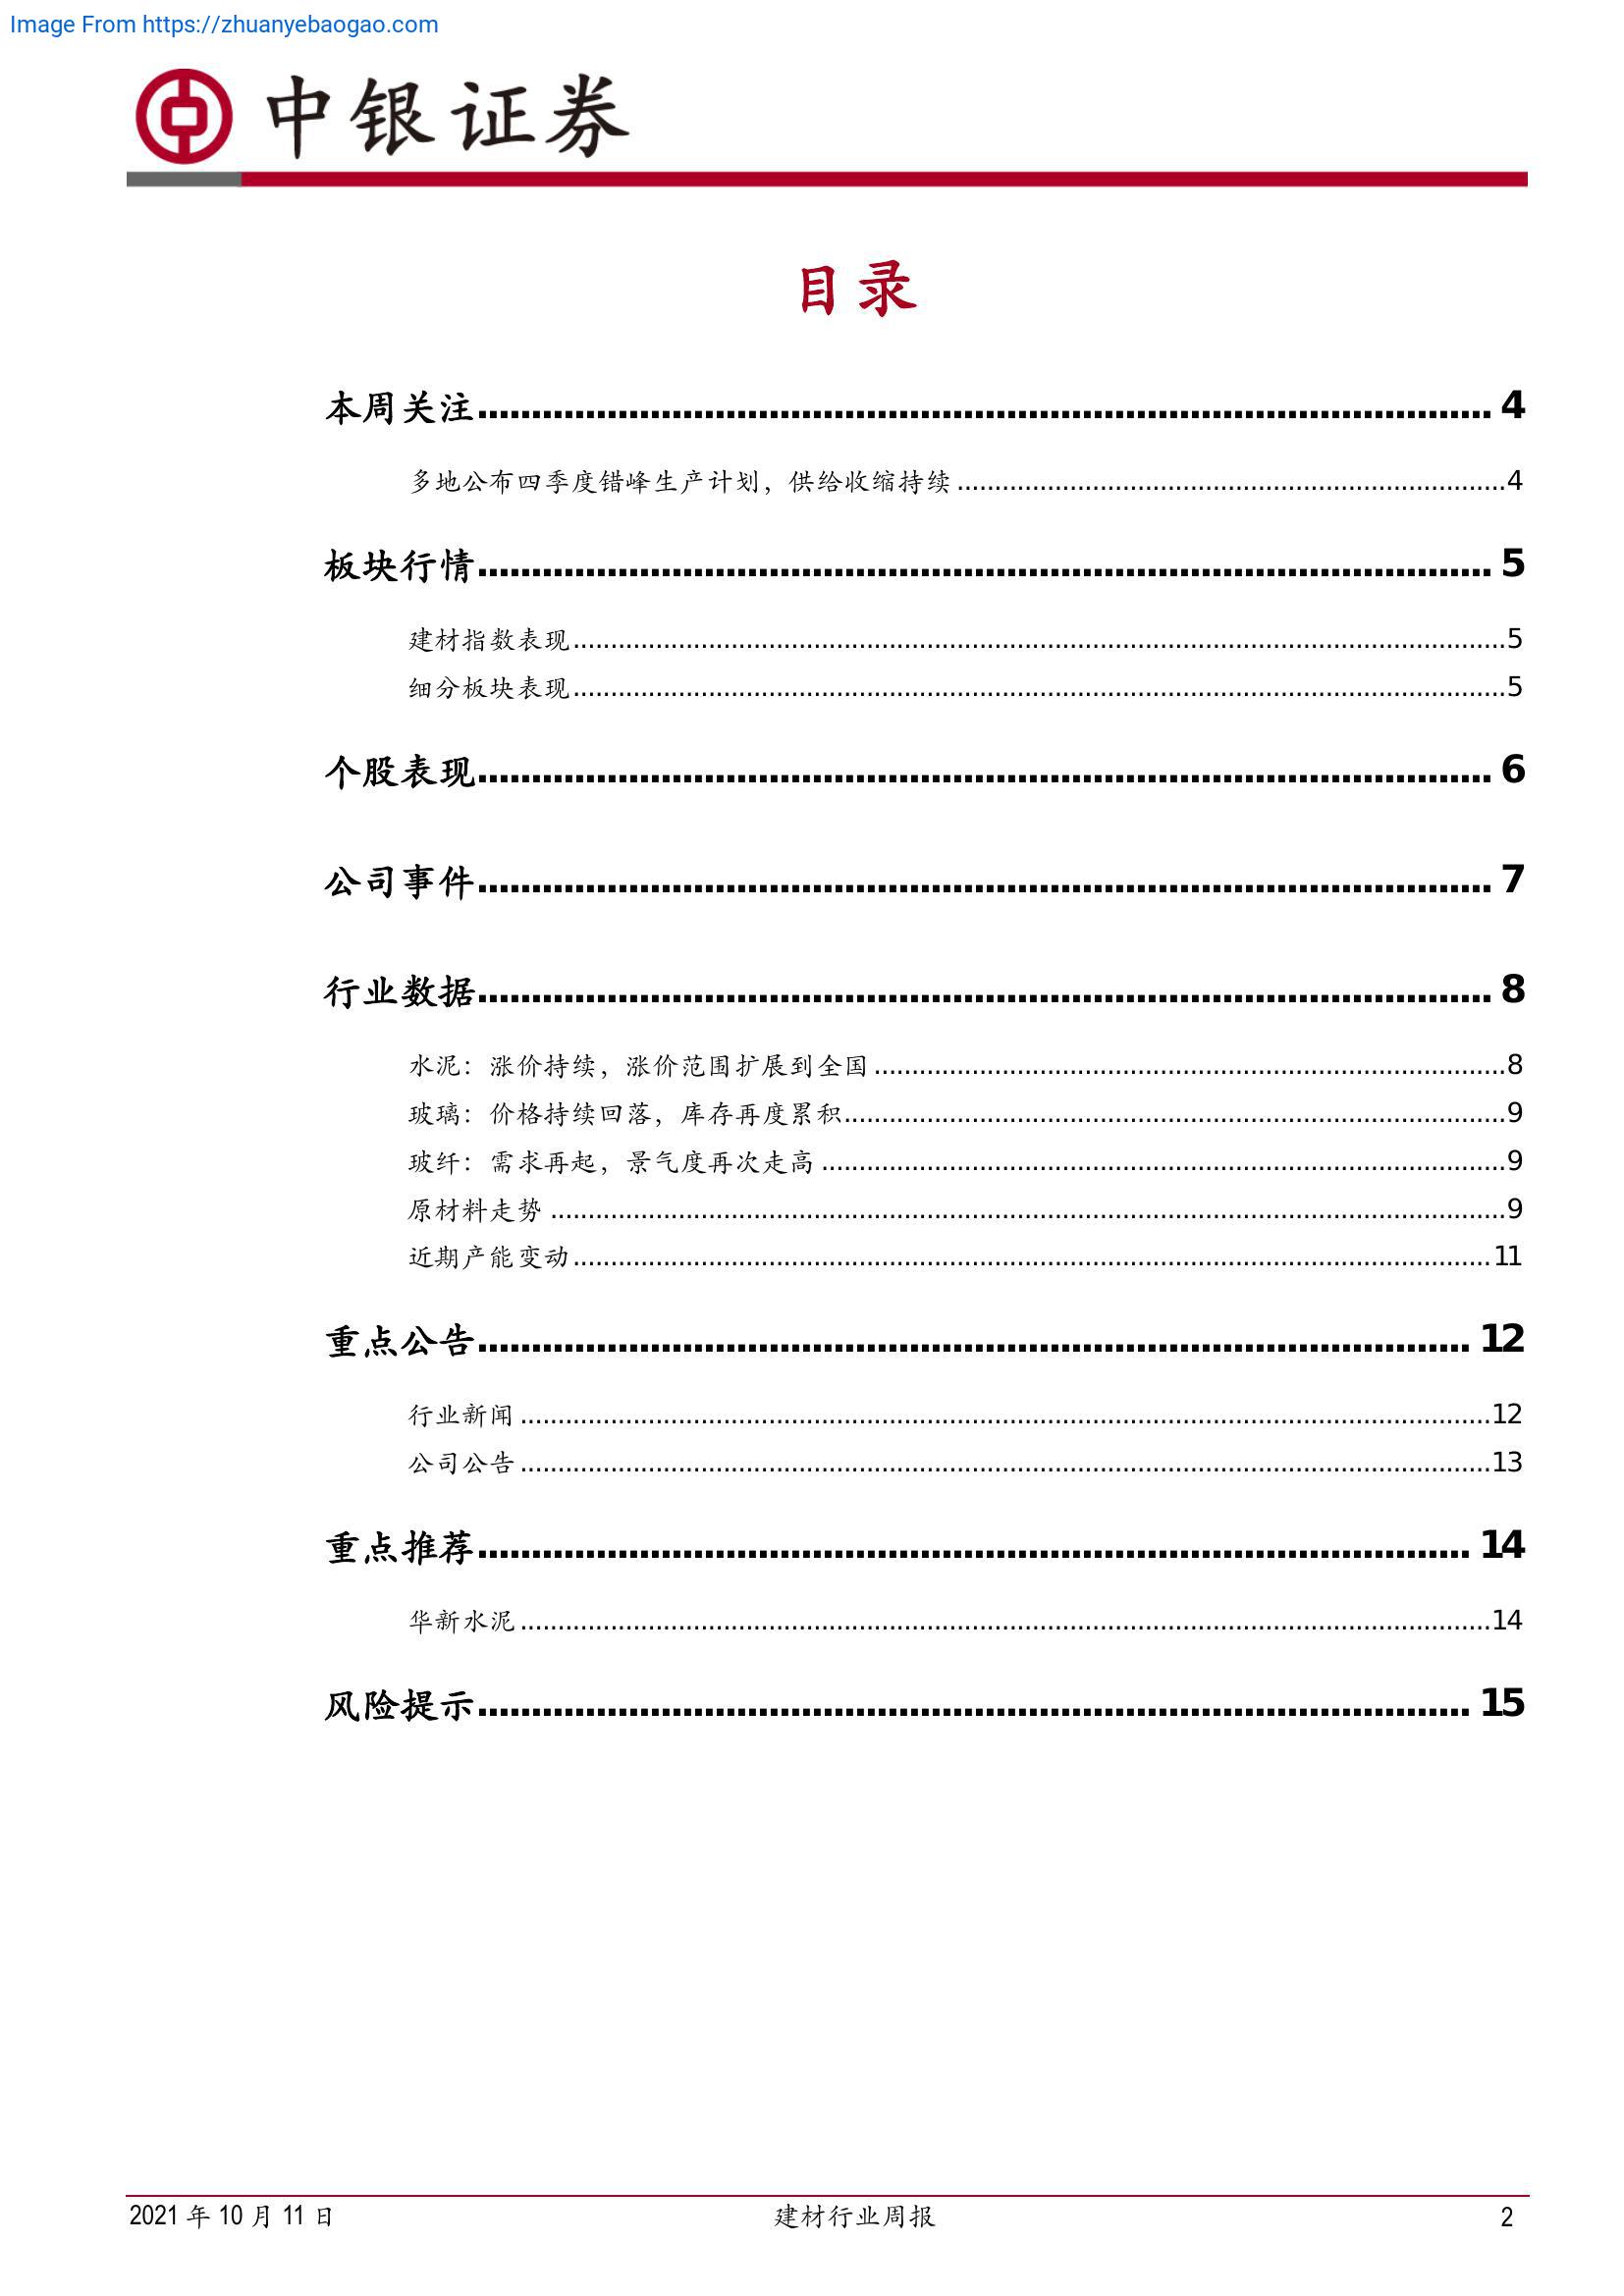 Image From https://zhuanyebaogao.com
中银证券
目录
本周关注........ 4
多地公布四季度错峰生产计划，供给收缩持续........4
板块行情........ 5
建材指数表现........5
细分板块表现........5
个股表现........ 6
公司事件........ 7
行业数据........ 8
水泥：涨价持续，涨价范围扩展到全国........8
玻璃：价格持续回落，库存再度累积........9
玻纤：需求再起，景气度再次走高........9
原材料走势........9
近期产能变动........11
重点公告........ 12
行业新闻........12
公司公告........13
重点推荐........ 14
华新水泥........14
风险提示........ 15
2021 年 10 月 11 日 建材行业周报 2